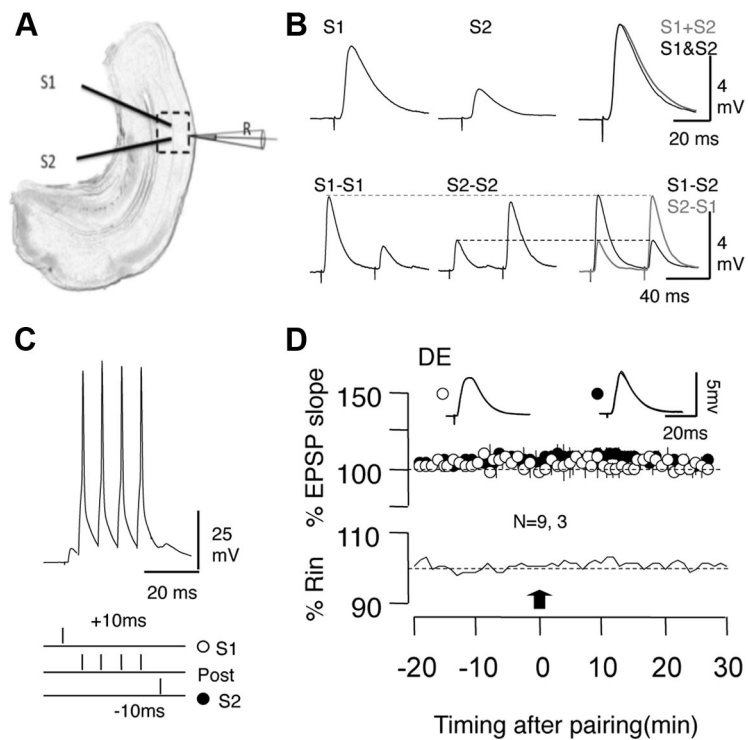 A
S1
S2
R
B
S1
S2
S1+S2
S1&S2
4
mV
20 ms
S1-S1
S2-S2
S1-S2
S2-S1
4
mV
40 ms
C
25
mV
20 ms
+10ms
S1
Post
S2
-10ms
D
DE
5mv
20ms
% EPSP slope
150
100
N=9, 3
% Rin
110
90
-20 -10 0 10 20 30
Timing after pairing(min)